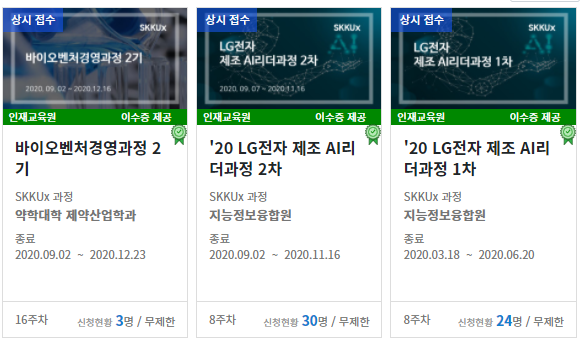 상시 접수
SKKUx
바이오벤처경영과정 2기
2020. 09. 02 ~ 2020.12.16
인재교육원 이수증 제공
바이오벤처경영과정 2
기
SKKUx 과정
약학대학 제약산업학과
종료
2020.09.02 ~ 2020.12.23
16주차 신청현황 3명 / 무제한
상시 접수
SKKUx
LG전자
제조 AI리더과정 2차
2020. 09. 07 ~ 2020.11.16
인재교육원 이수증 제공
'20 LG전자 제조 AI리
더과정 2차
SKKUx 과정
지능정보융합원
종료
2020.09.02 ~ 2020.11.16
8주차 신청현황 30명 / 무제한
상시 접수
SKKUx
LG전자
제조 AI리더과정 1차
인재교육원 이수증 제공
'20 LG전자 제조 AI리
더과정 1차
SKKUx 과정
지능정보융합원
종료
2020.03.18 ~ 2020.06.20
8주차 신청현황 24명 / 무제한